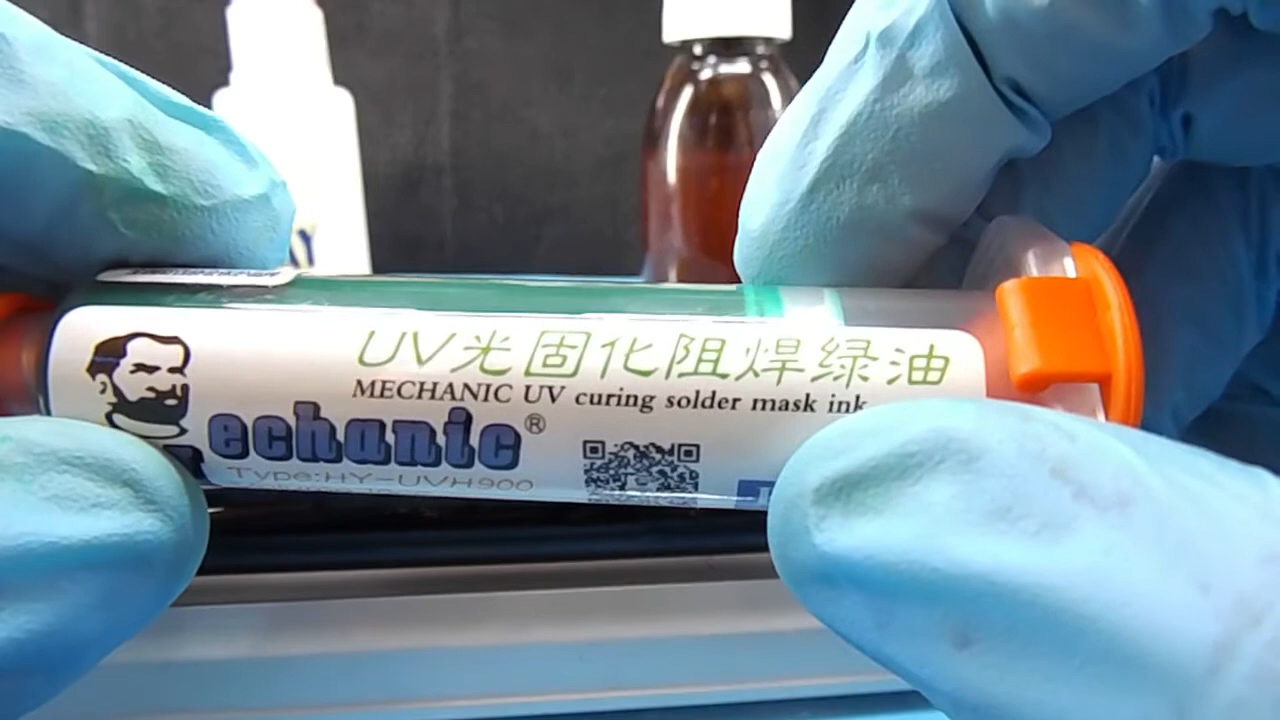 UV光固化阻焊绿油
MECHANIC UV curing solder mask ink
echanic®
Type:HY-UVH900